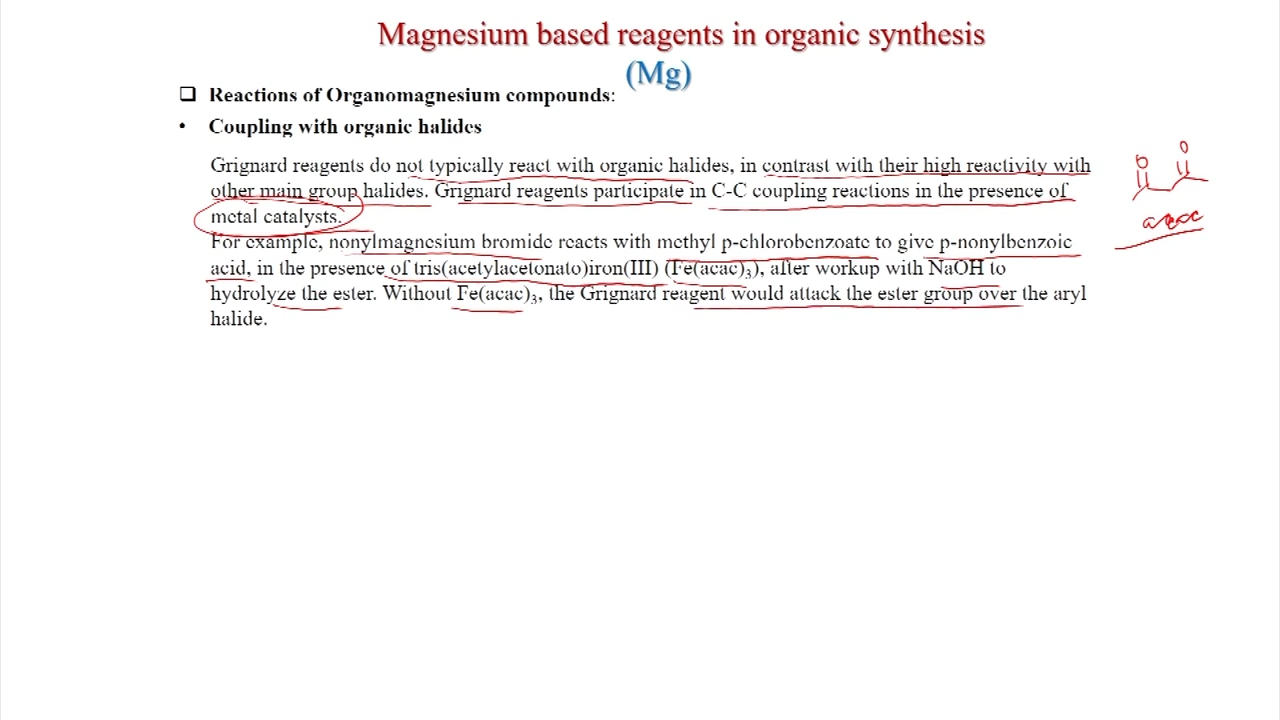 Magnesium based reagents in organic synthesis
(Mg)
❑ Reactions of Organomagnesium compounds:
• Coupling with organic halides
Grignard reagents do not typically react with organic halides, in contrast with their high reactivity with
other main group halides. Grignard reagents participate in C-C coupling reactions in the presence of
metal catalysts.
For example, nonylmagnesium bromide reacts with methyl p-chlorobenzoate to give p-nonylbenzoic
acid, in the presence of tris(acetylacetonato)iron(III) (Fe(acac)₃), after workup with NaOH to
hydrolyze the ester. Without Fe(acac)₃, the Grignard reagent would attack the ester group over the aryl
halide.
O O
acac